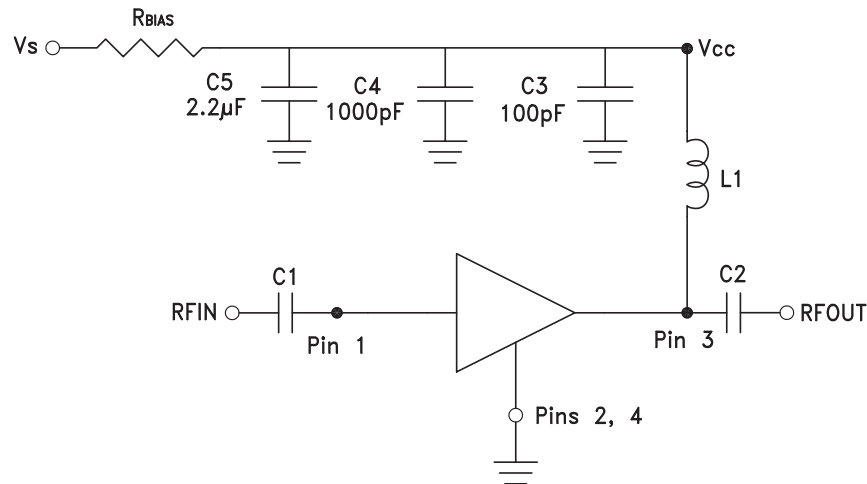 RBIAS
Vs
Vcc
C5
2.2µF
C4
1000pF
C3
100pF
L1
C1
C2
RFIN
RFOUT
Pin 1
Pin 3
Pins 2, 4